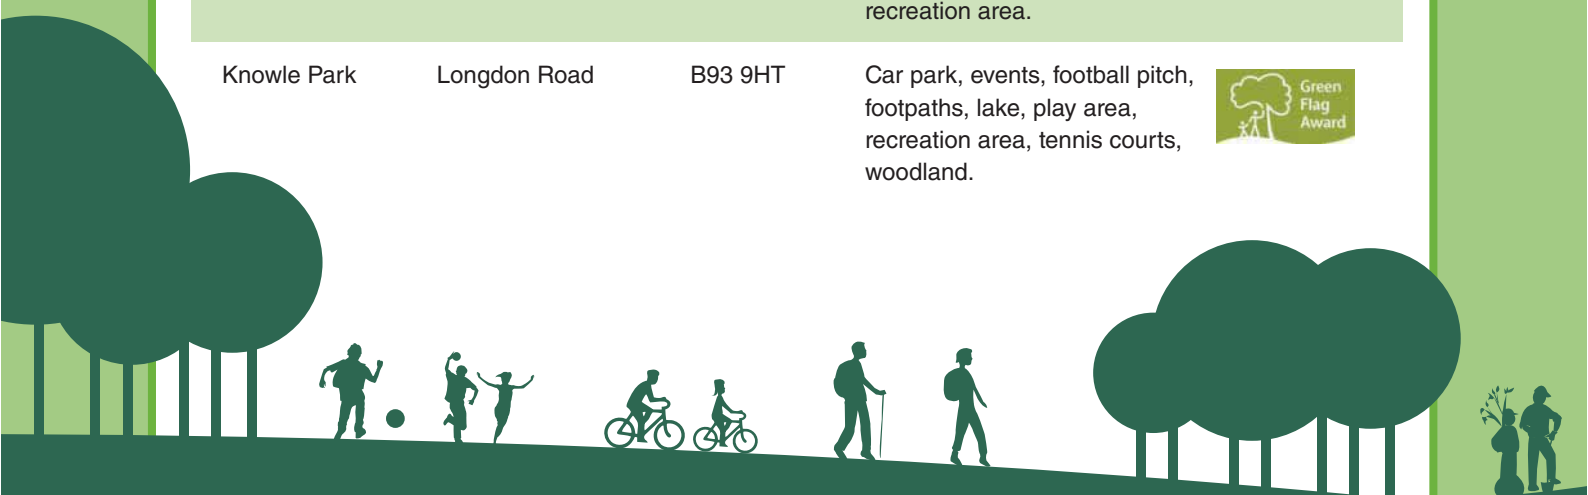 recreation area.
Knowle Park Longdon Road B93 9HT Car park, events, football pitch,
footpaths, lake, play area,
recreation area, tennis courts,
woodland.
Green
Flag
Award